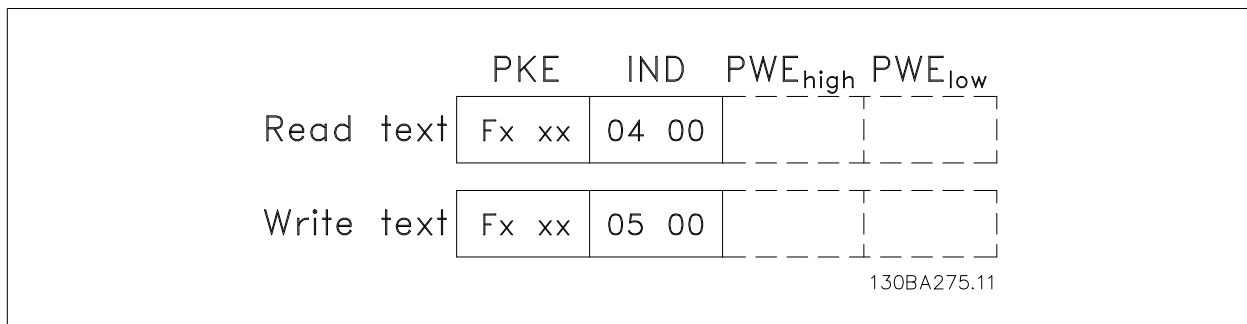 PKE IND PWEhigh PWElow
Read text Fx xx 04 00
Write text Fx xx 05 00
130BA275.11